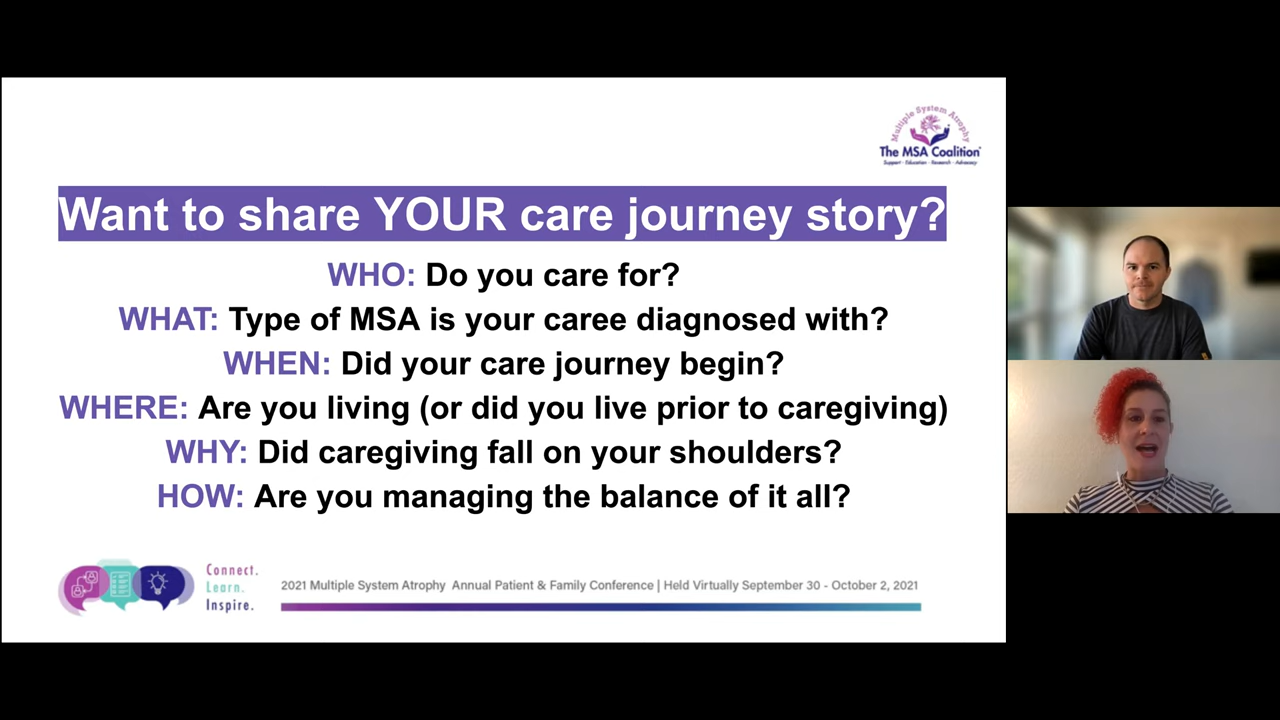 Multiple System Atrophy
The MSA Coalition®
Support - Education - Research - Advocacy
Want to share YOUR care journey story?
WHO: Do you care for?
WHAT: Type of MSA is your caree diagnosed with?
WHEN: Did your care journey begin?
WHERE: Are you living (or did you live prior to caregiving)
WHY: Did caregiving fall on your shoulders?
HOW: Are you managing the balance of it all?
Connect.
Learn.
Inspire.
2021 Multiple System Atrophy Annual Patient & Family Conference | Held Virtually September 30 - October 2, 2021